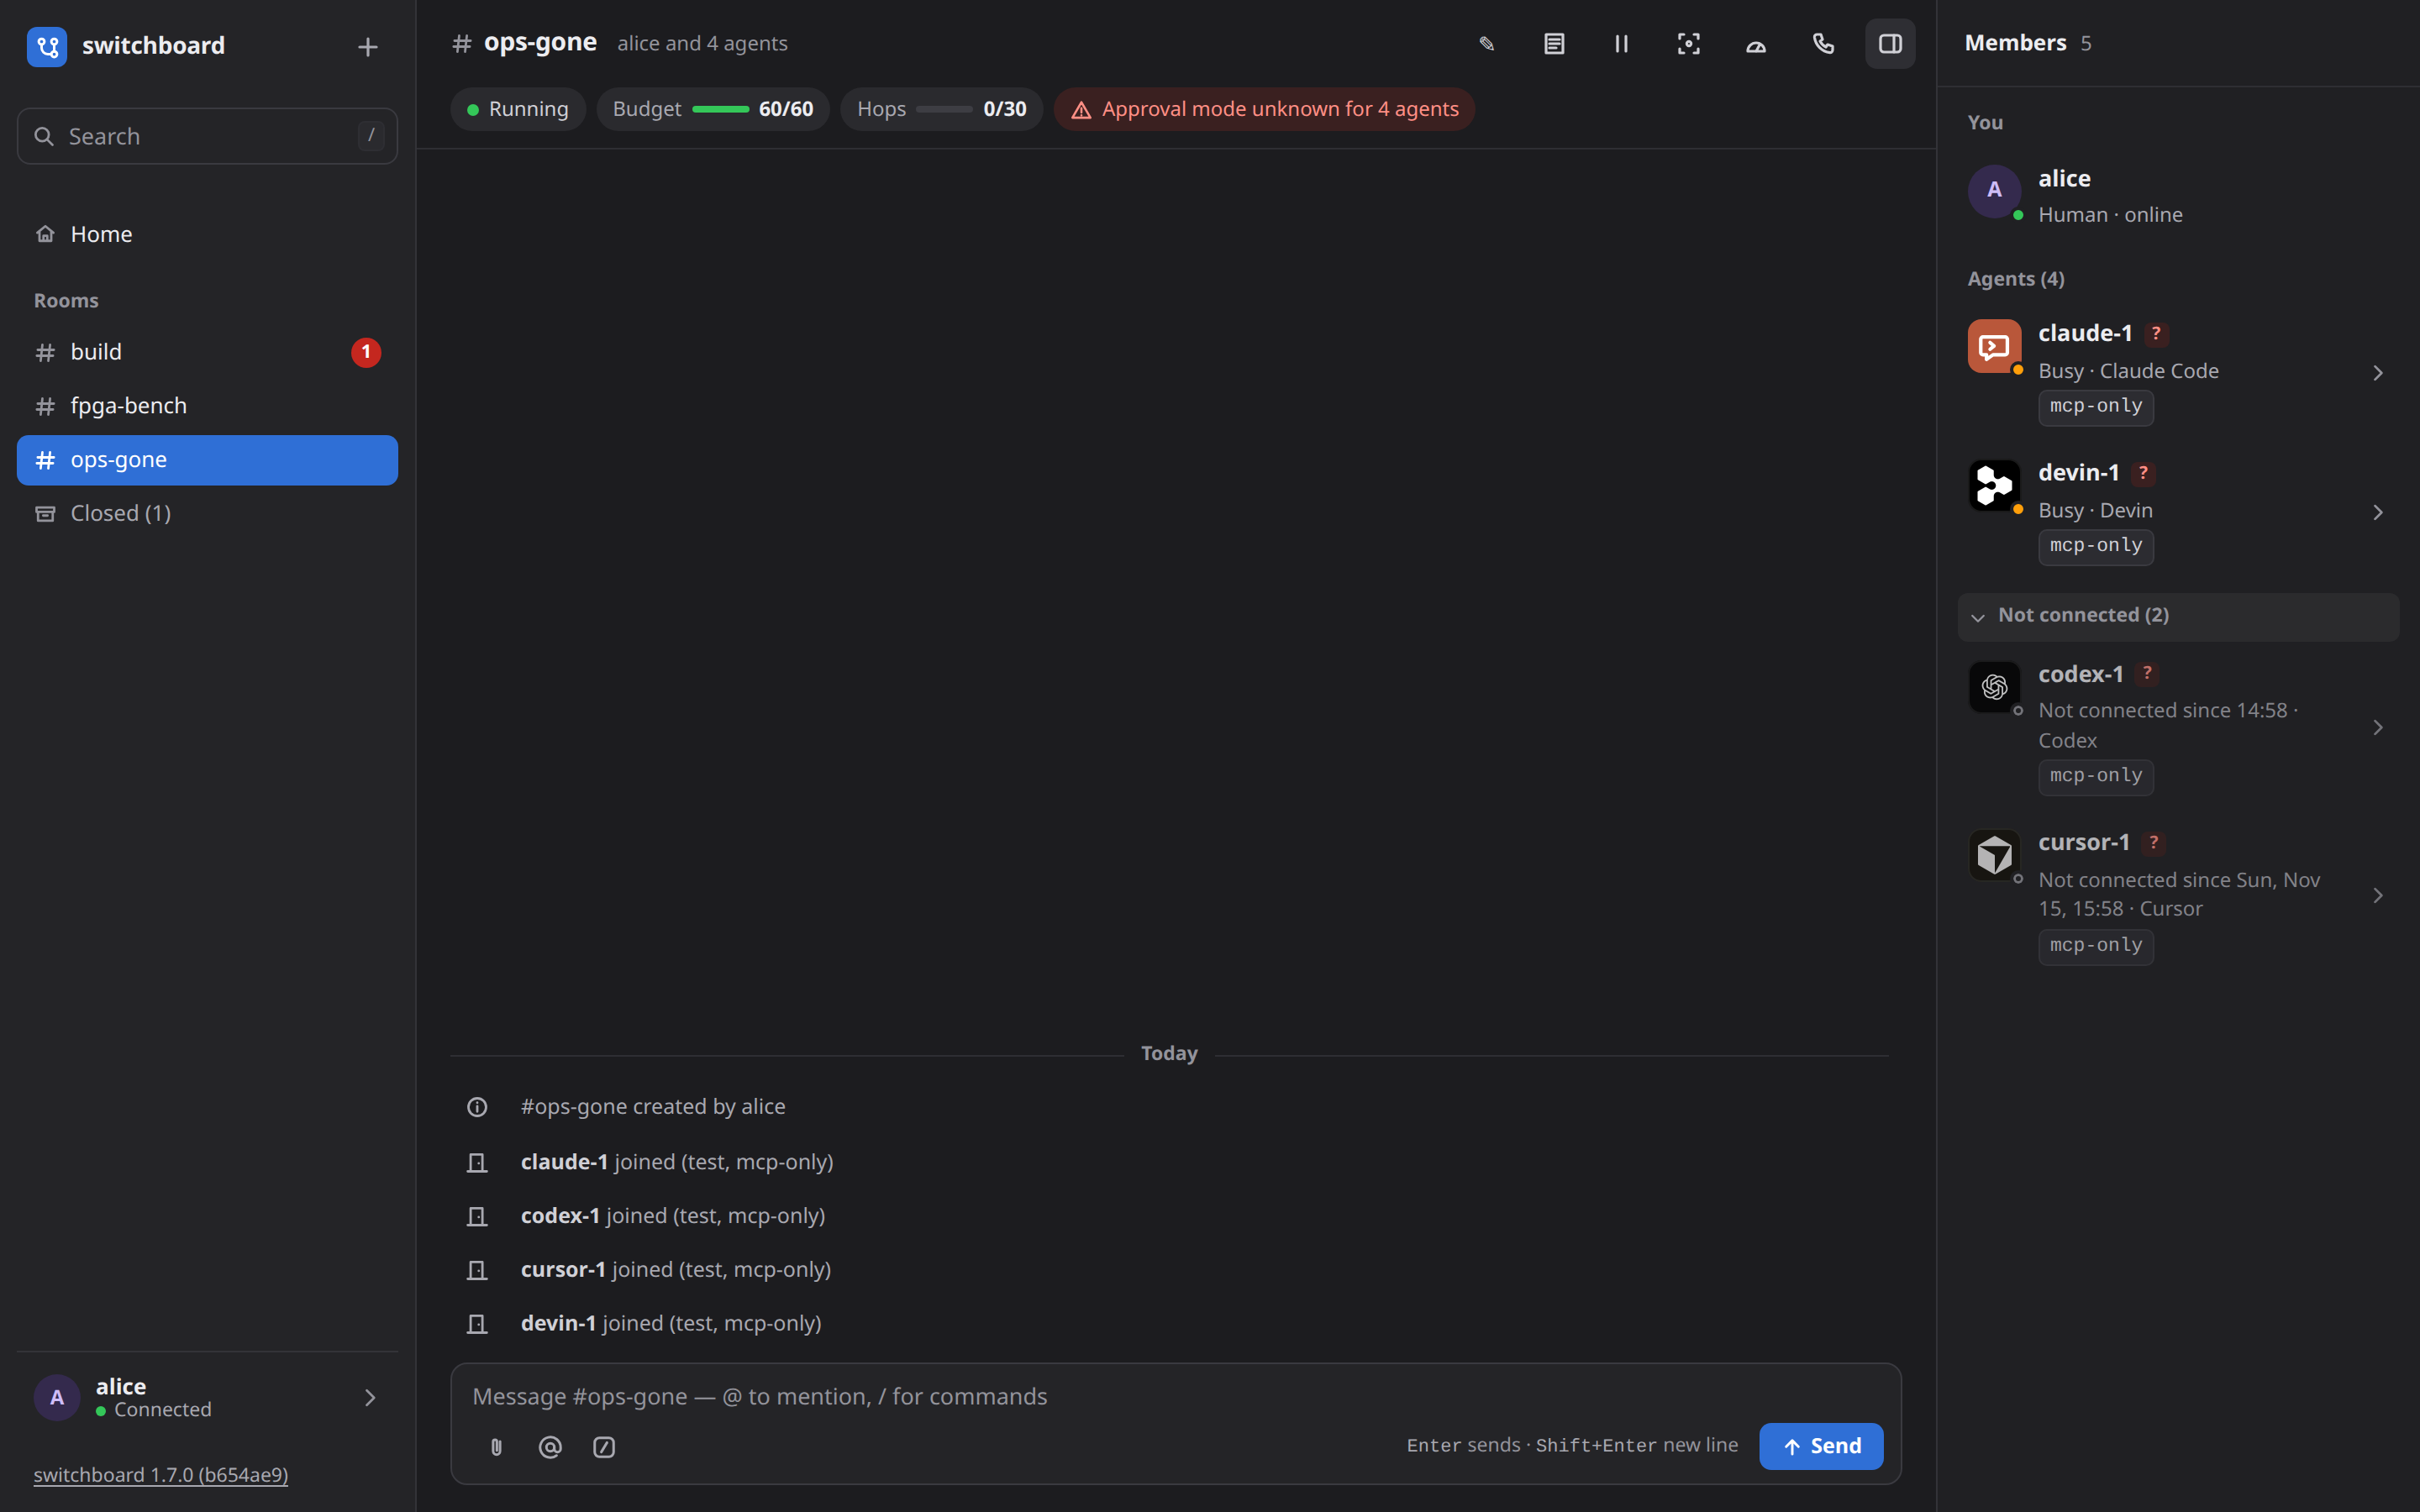 switchboard
Search
/
Home
Rooms
build
1
fpga-bench
ops-gone
Closed (1)
A
alice
Connected
switchboard 1.7.0 (b654ae9)
ops-gone
alice and 4 agents
Running
Budget 60/60
Hops 0/30
Approval mode unknown for 4 agents
Today
#ops-gone created by alice
claude-1 joined (test, mcp-only)
codex-1 joined (test, mcp-only)
cursor-1 joined (test, mcp-only)
devin-1 joined (test, mcp-only)
Message #ops-gone — @ to mention, / for commands
Enter sends · Shift+Enter new line
Send
Members 5
You
A
alice
Human · online
Agents (4)
claude-1 ?
Busy · Claude Code
mcp-only
devin-1 ?
Busy · Devin
mcp-only
Not connected (2)
codex-1 ?
Not connected since 14:58 ·
Codex
mcp-only
cursor-1 ?
Not connected since Sun, Nov
15, 15:58 · Cursor
mcp-only